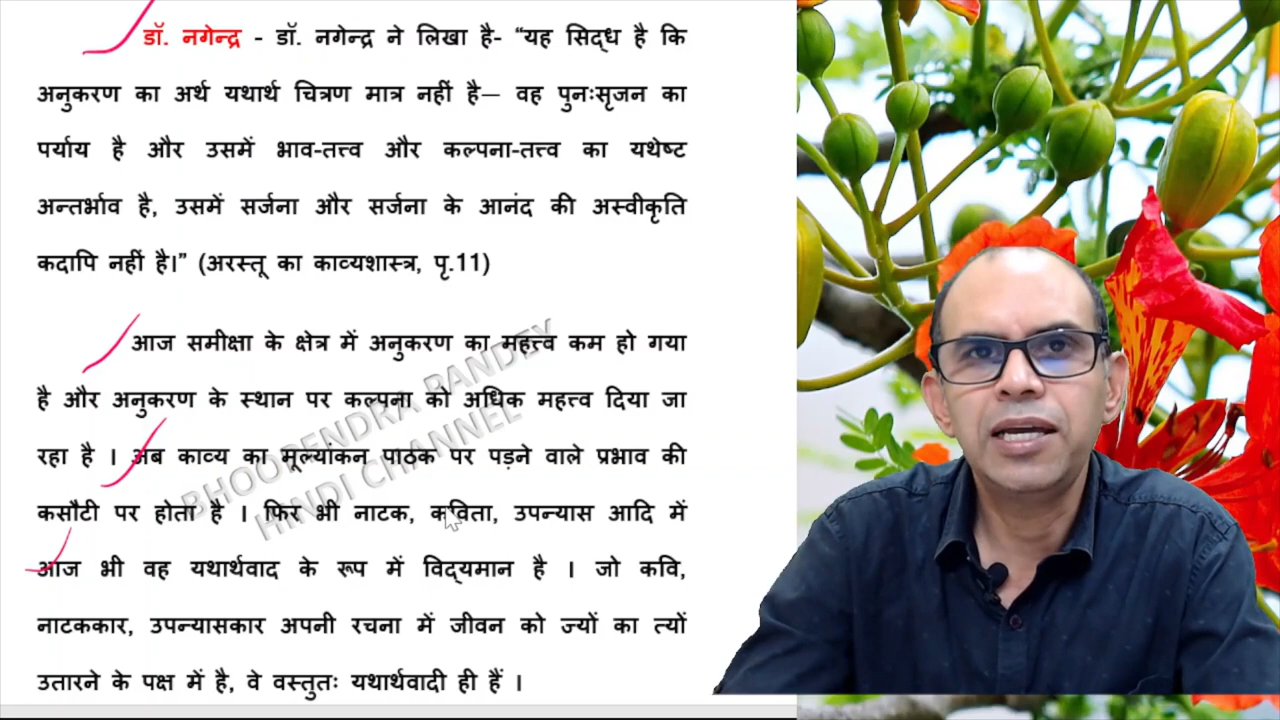 डॉ. नगेन्द्र - डॉ. नगेन्द्र ने लिखा है- “यह सिद्ध है कि
अनुकरण का अर्थ यथार्थ चित्रण मात्र नहीं है— वह पुनःसृजन का
पर्याय है और उसमें भाव-तत्त्व और कल्पना-तत्त्व का यथेष्ट
अन्तर्भाव है, उसमें सर्जना और सर्जना के आनंद की अस्वीकृति
कदापि नहीं है।” (अरस्तू का काव्यशास्त्र, पृ.11)
आज समीक्षा के क्षेत्र में अनुकरण का महत्त्व कम हो गया
है और अनुकरण के स्थान पर कल्पना को अधिक महत्त्व दिया जा
रहा है । अब काव्य का मूल्यांकन पाठक पर पड़ने वाले प्रभाव की
कसौटी पर होता है । फिर भी नाटक, कविता, उपन्यास आदि में
आज भी वह यथार्थवाद के रूप में विद्यमान है । जो कवि,
नाटककार, उपन्यासकार अपनी रचना में जीवन को ज्यों का त्यों
उतारने के पक्ष में है, वे वस्तुतः यथार्थवादी ही हैं ।
BHOOPENDRA PANDEY
HINDI CHANNEL